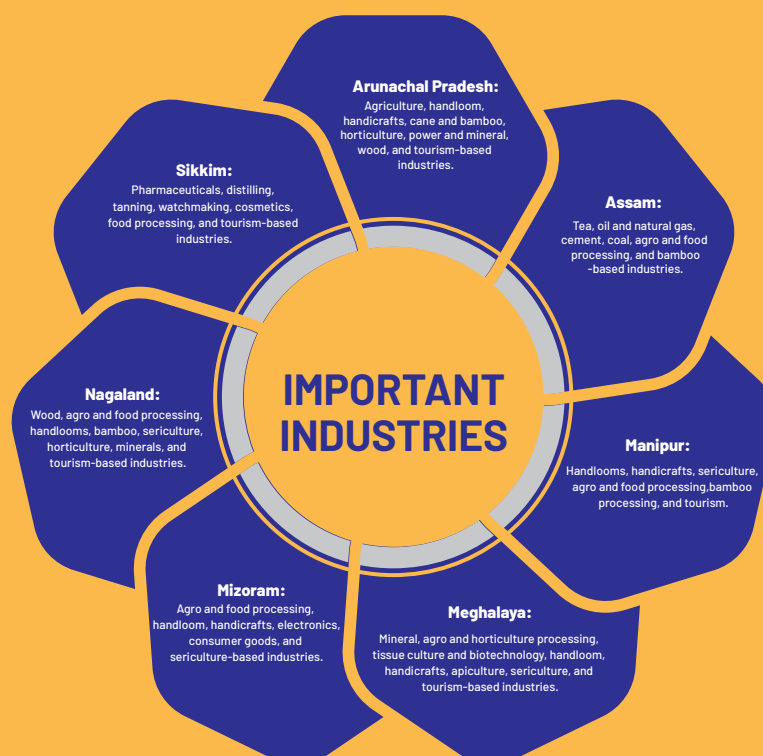 Arunachal Pradesh:
Agriculture, handloom,
handicrafts, cane and bamboo,
horticulture, power and mineral,
wood, and tourism-based
industries.
Assam:
Tea, oil and natural gas,
cement, coal, agro and food
processing, and bamboo
-based industries.
Manipur:
Handlooms, handicrafts, sericulture,
agro and food processing,bamboo
processing, and tourism.
Meghalaya:
Mineral, agro and horticulture processing,
tissue culture and biotechnology, handloom,
handicrafts, apiculture, sericulture, and
tourism-based industries.
Mizoram:
Agro and food processing,
handloom, handicrafts, electronics,
consumer goods, and
sericulture-based industries.
Nagaland:
Wood, agro and food processing,
handlooms, bamboo, sericulture,
horticulture, minerals, and
tourism-based industries.
Sikkim:
Pharmaceuticals, distilling,
tanning, watchmaking, cosmetics,
food processing, and tourism-based
industries.
IMPORTANT
INDUSTRIES